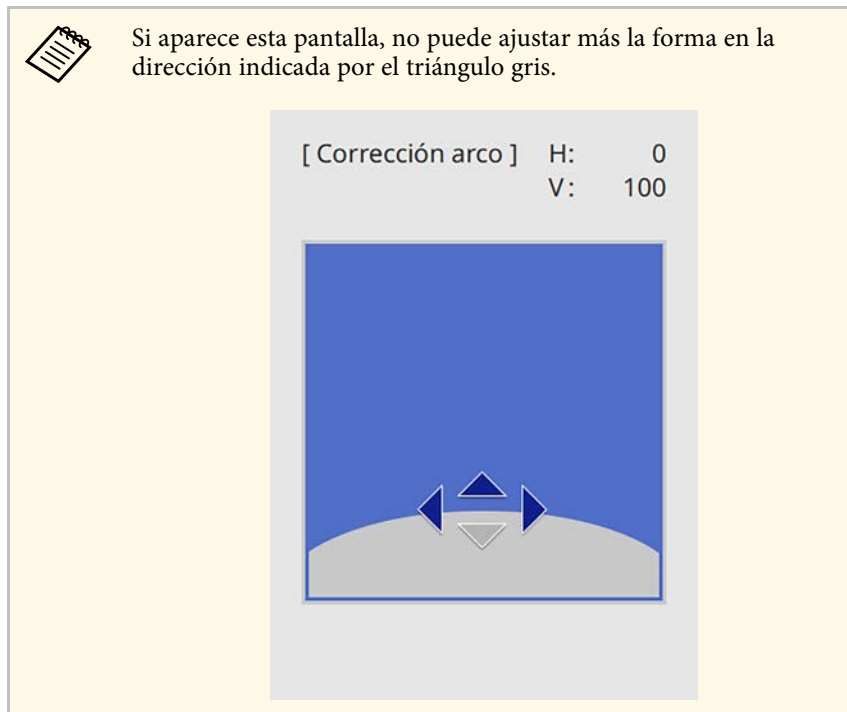 Si aparece esta pantalla, no puede ajustar más la forma en la
dirección indicada por el triángulo gris.
[ Corrección arco ] H: 0
V: 100